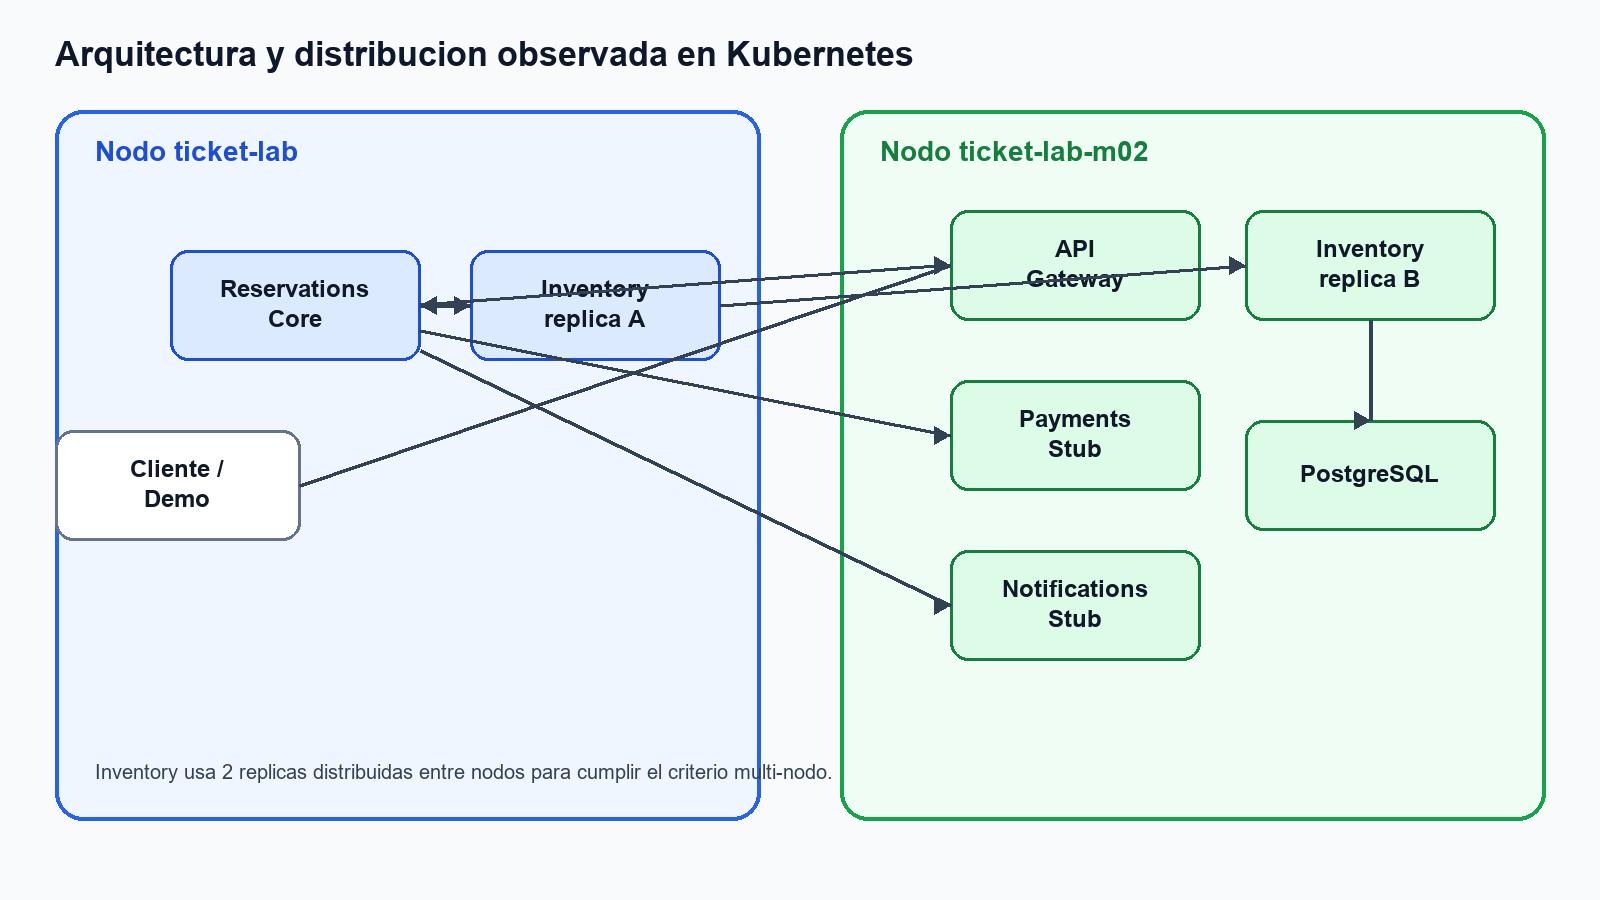 Arquitectura y distribucion observada en Kubernetes
Nodo ticket-lab
Reservations
Core
Inventory
replica A
Cliente /
Demo
Inventory usa 2 replicas distribuidas entre nodos para cumplir el criterio multi-nodo.
Nodo ticket-lab-m02
API
Gateway
Inventory
replica B
Payments
Stub
PostgreSQL
Notifications
Stub